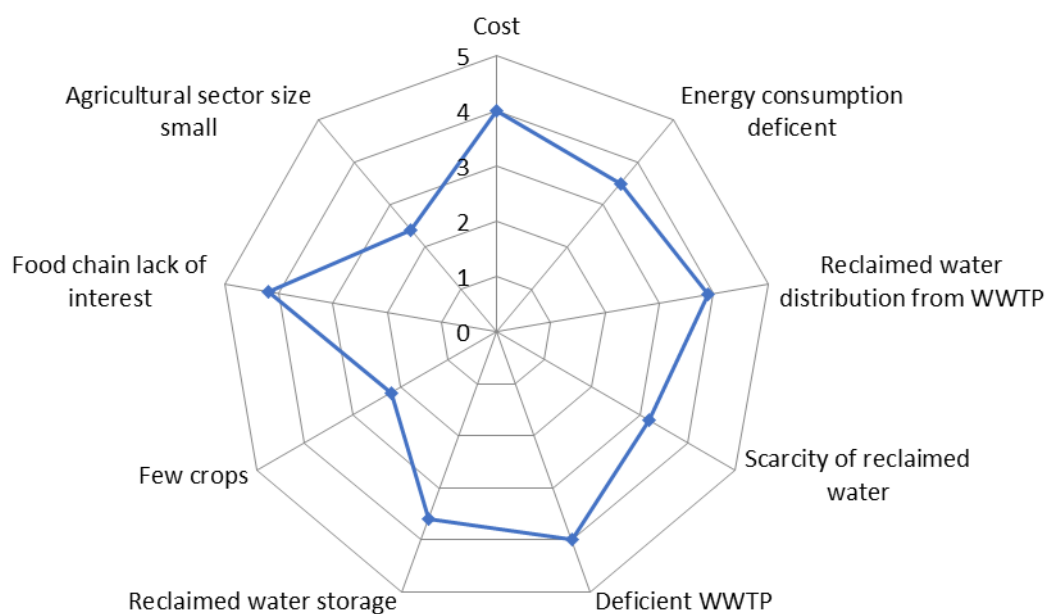 Cost
5
4
3
2
1
0
Energy consumption
deficent
Reclaimed water
distribution from WWTP
Scarcity of reclaimed
water
Deficient WWTP
Reclaimed water storage
Few crops
Food chain lack of
interest
Agricultural sector size
small